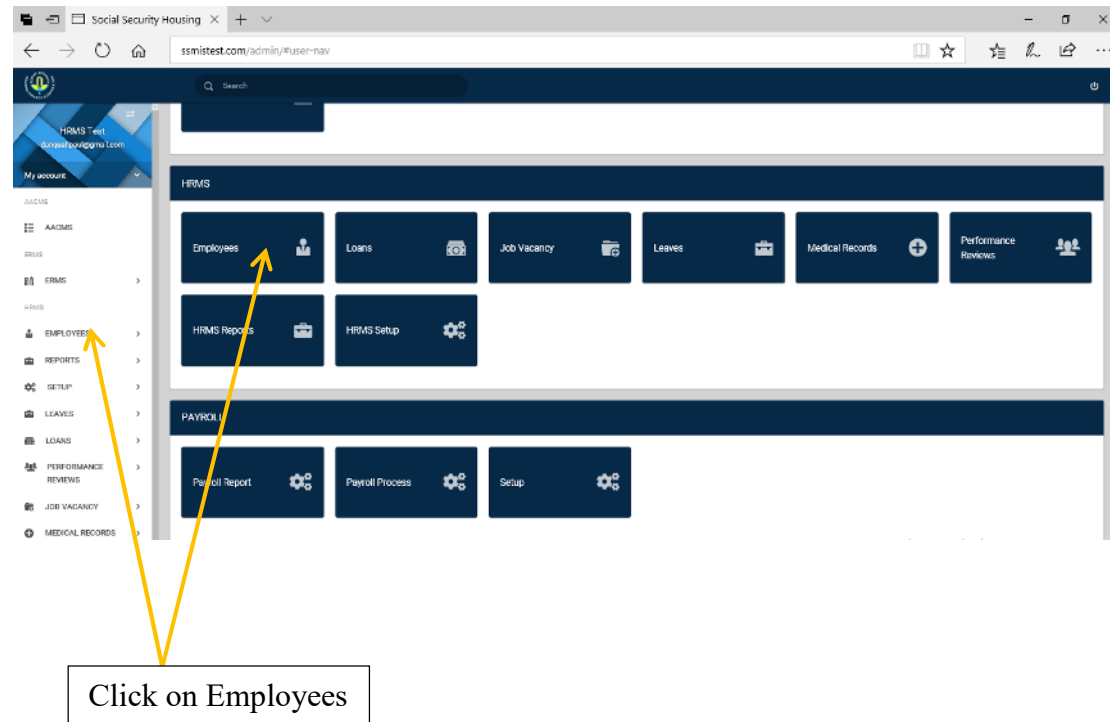 Social Security Housing
ssmistest.com/admin/#user-nav
Search
HRMS Test
My account
AACMS
AACMS
ERMS
ERMS
HRMS
EMPLOYEES
REPORTS
SETUP
LEAVES
LOANS
PERFORMANCE
REVIEWS
JOB VACANCY
MEDICAL RECORDS
HRMS
Employees
Loans
Job Vacancy
Leaves
Medical Records
Performance
Reviews
HRMS Reports
HRMS Setup
PAYROLL
Payroll Report
Payroll Process
Setup
Click on Employees